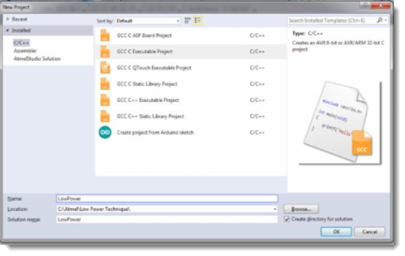 New Project
Recent
Installed
C/C++
Assembler
AtmelStudio Solution
Sort by: Default
Search Installed Templates (Ctrl+E)
GCC C ASF Board Project C/C++
GCC C Executable Project C/C++
GCC C QTouch Executable Project C/C++
GCC C Static Library Project C/C++
GCC C++ Executable Project C/C++
GCC C++ Static Library Project C/C++
Create project from Arduino sketch C/C++
Type: C/C++
Creates an AVR 8-bit or AVR/ARM 32-bit C project
GCC
Name: LowPower
Location: C:\Atmel\Low Power Technique\
Solution name: LowPower
Browse...
Create directory for solution
OK
Cancel